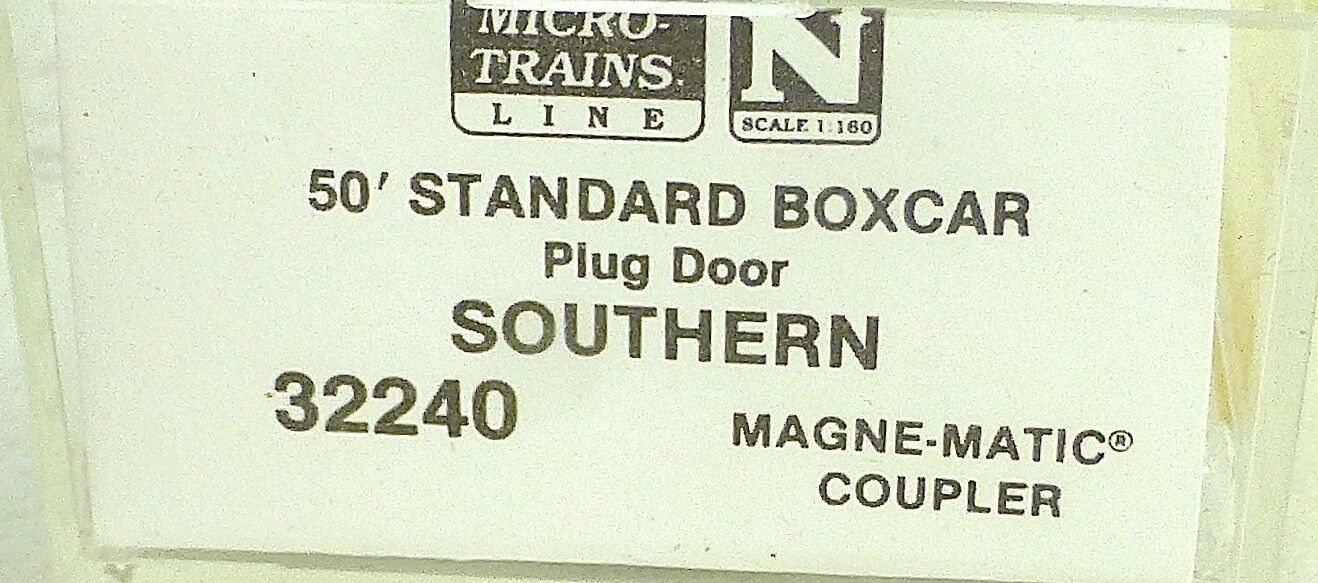 MICRO-
TRAINS
LINE
N
SCALE 1:160
50' STANDARD BOXCAR
Plug Door
SOUTHERN
32240
MAGNE-MATIC®
COUPLER